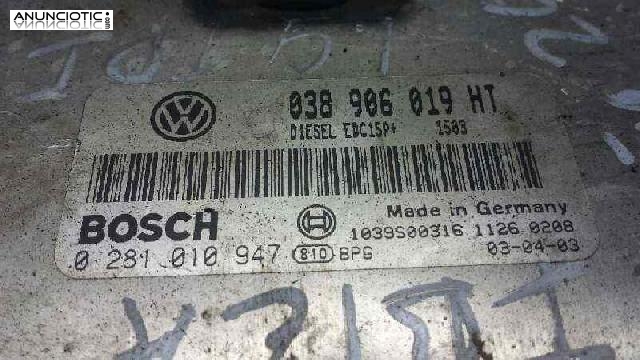 ANUNCIOTIC.com
038 906 019 HT
DIESEL EDC15P+ 1503
BOSCH
Made in Germany
1039S00316 1126 0208
0 281 010 947 810 BPG
03-04-03